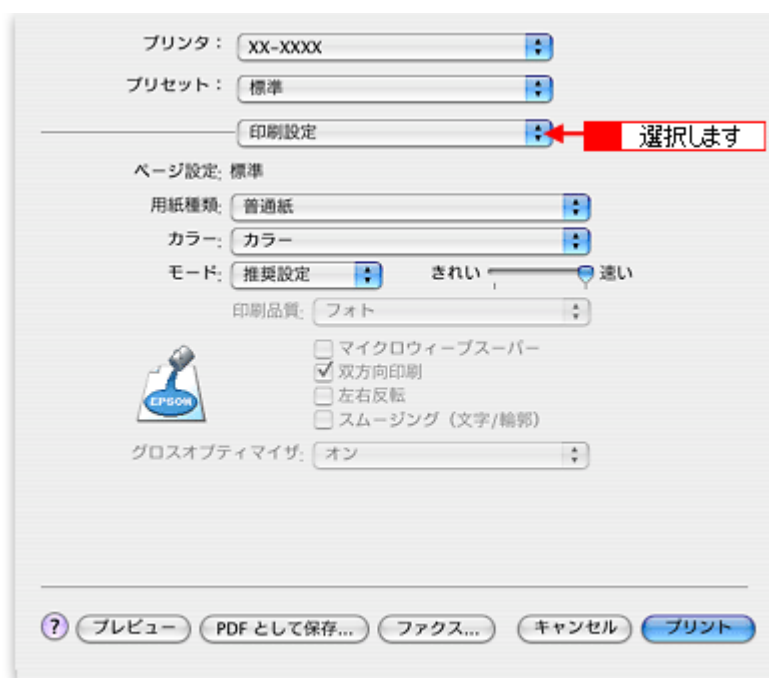 プリンタ： XX-XXXX
プリセット： 標準
印刷設定 選択します
ページ設定: 標準
用紙種類: 普通紙
カラー: カラー
モード: 推奨設定 きれい 速い
印刷品質: フォト
マイクロウィーブスーパー
双方向印刷
左右反転
スムージング（文字/輪郭）
EPSON
グロスオプティマイザ: オン
? プレビュー PDF として保存... ファクス... キャンセル プリント